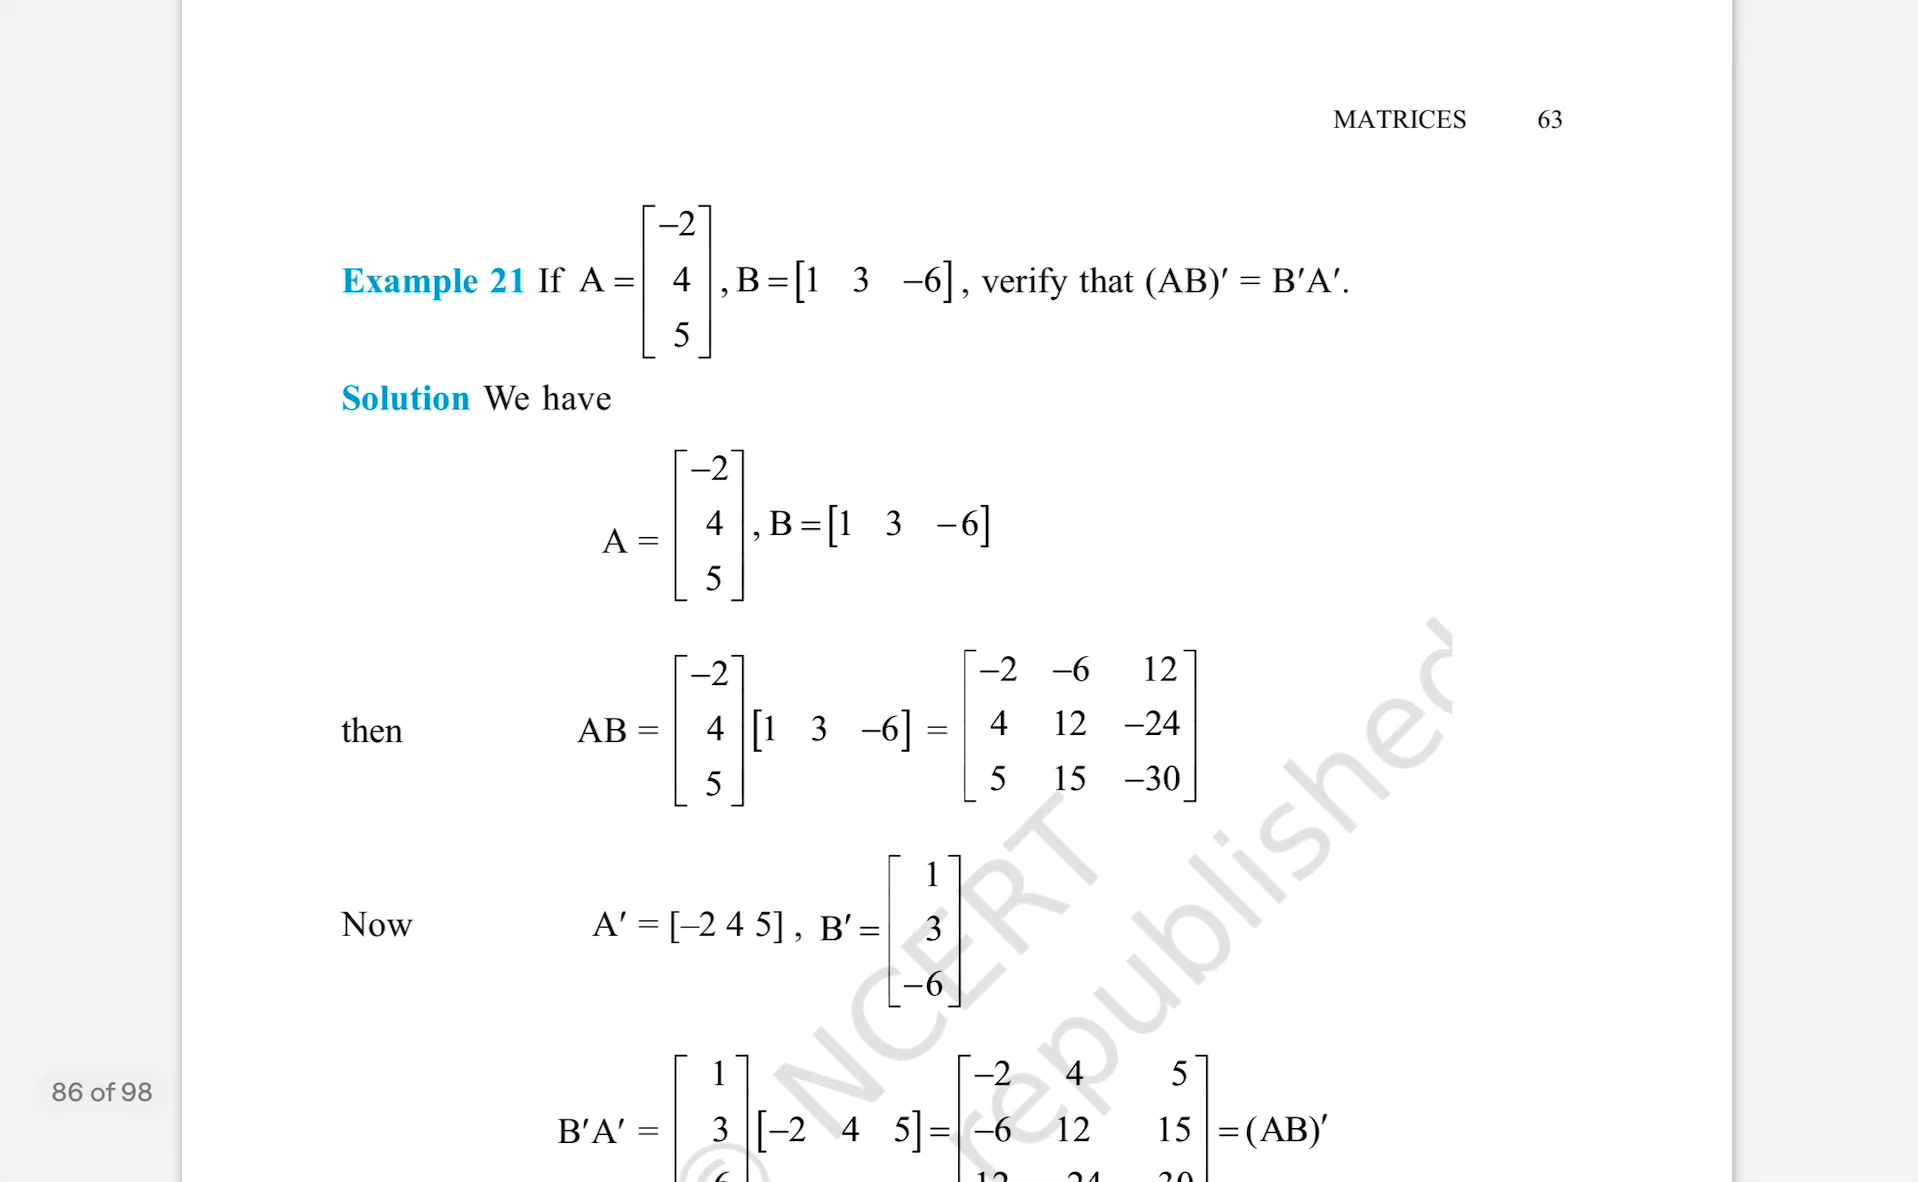 MATRICES 63
Example 21 If A = [−2 4 5], B = [1 3 −6], verify that (AB)′ = B′A′.
Solution We have
A = [−2 4 5], B = [1 3 −6]
then AB = [−2 4 5] [1 3 −6] = [−2 −6 12
4 12 −24
5 15 −30]
Now A′ = [–2 4 5], B′ = [1 3 −6]
B′A′ = [1 3 [−2 4 5] = [−2 4 5
−6 12 15 = (AB)′
© NCERT
republished
86 of 98